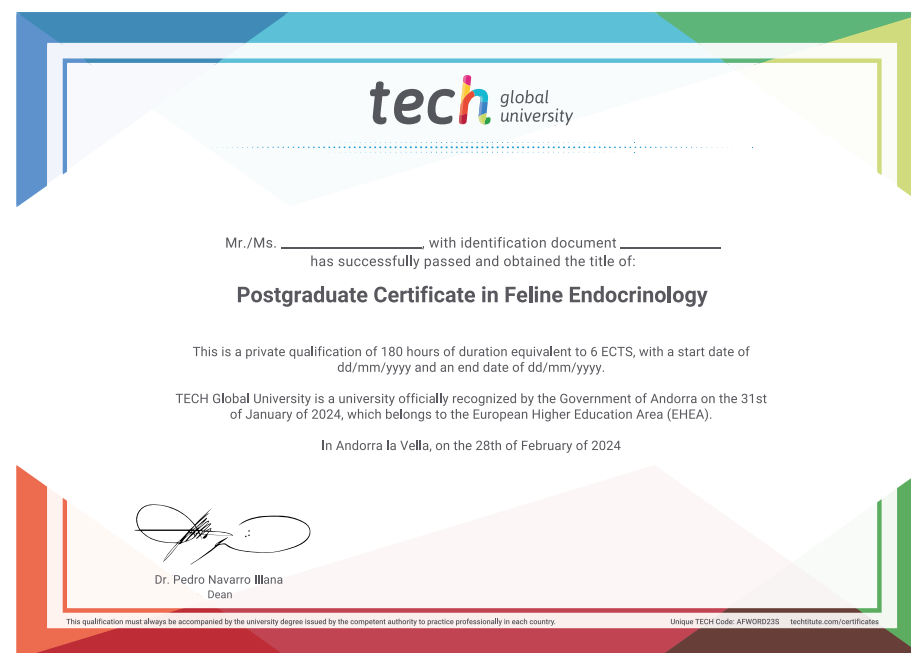 tech global university
Mr./Ms. ____________, with identification document ____________
has successfully passed and obtained the title of:
Postgraduate Certificate in Feline Endocrinology
This is a private qualification of 180 hours of duration equivalent to 6 ECTS, with a start date of
dd/mm/yyyy and an end date of dd/mm/yyyy.
TECH Global University is a university officially recognized by the Government of Andorra on the 31st
of January of 2024, which belongs to the European Higher Education Area (EHEA).
In Andorra la Vella, on the 28th of February of 2024
Dr. Pedro Navarro Illana
Dean
This qualification must always be accompanied by the university degree issued by the competent authority to practice professionally in each country.
Unique TECH Code: AFWORD23S techtitute.com/certificates